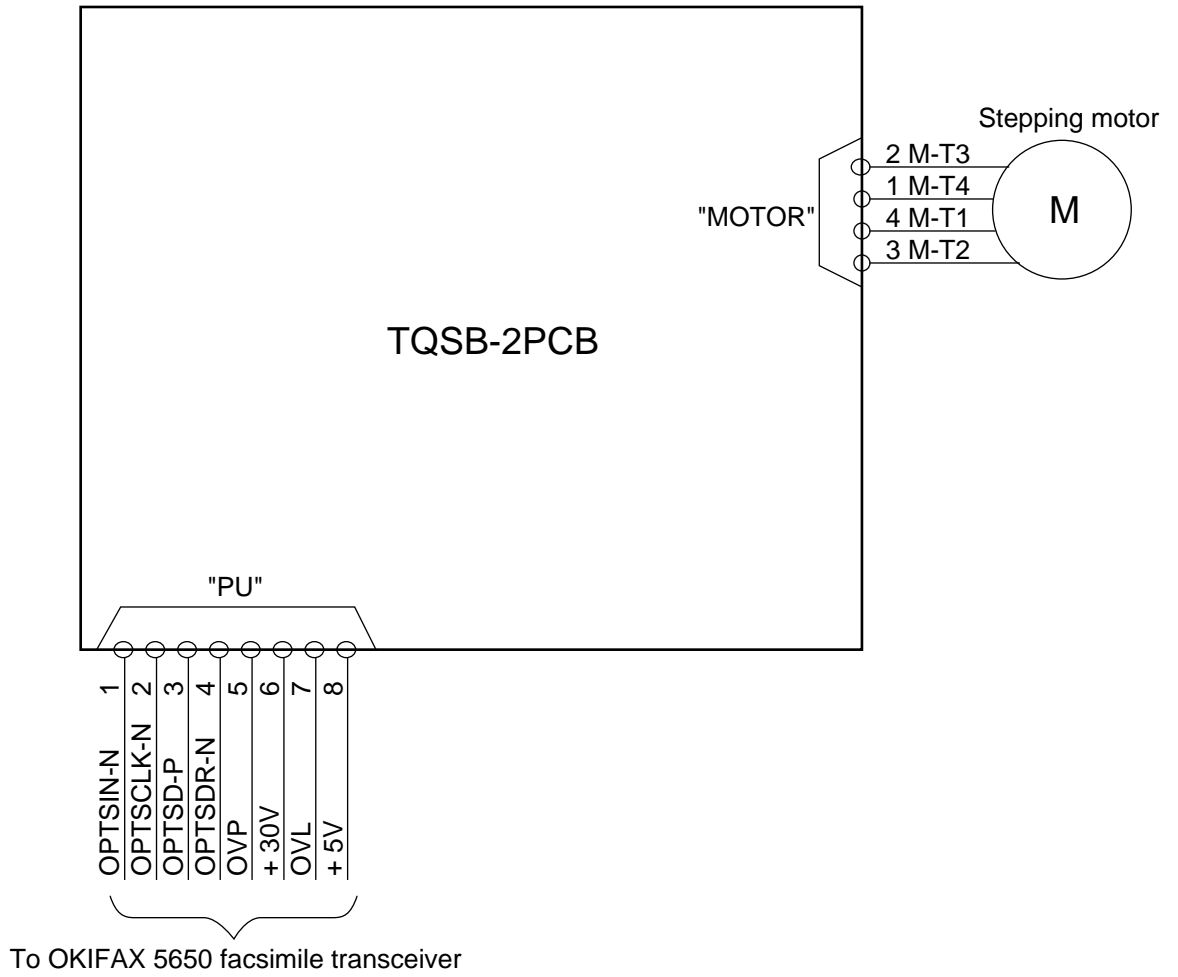 Stepping motor
2 M-T3
1 M-T4
4 M-T1
3 M-T2
M
"MOTOR"
TQSB-2PCB
"PU"
1 OPTSIN-N
2 OPTSCLK-N
3 OPTSD-P
4 OPTSDR-N
5 OVP
6 + 30V
7 OVL
8 + 5V
To OKIFAX 5650 facsimile transceiver